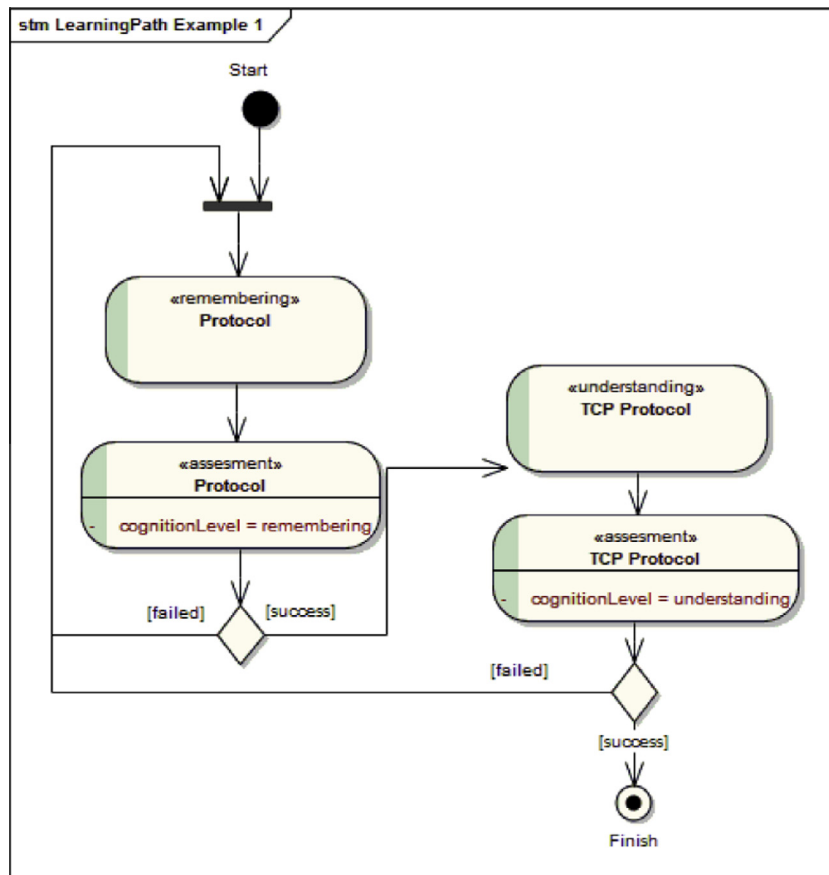 stm LearningPath Example 1
Start
«remembering»
Protocol
«assesment»
Protocol
- cognitionLevel = remembering
[failed]
[success]
«understanding»
TCP Protocol
«assesment»
TCP Protocol
- cognitionLevel = understanding
[failed]
[success]
Finish